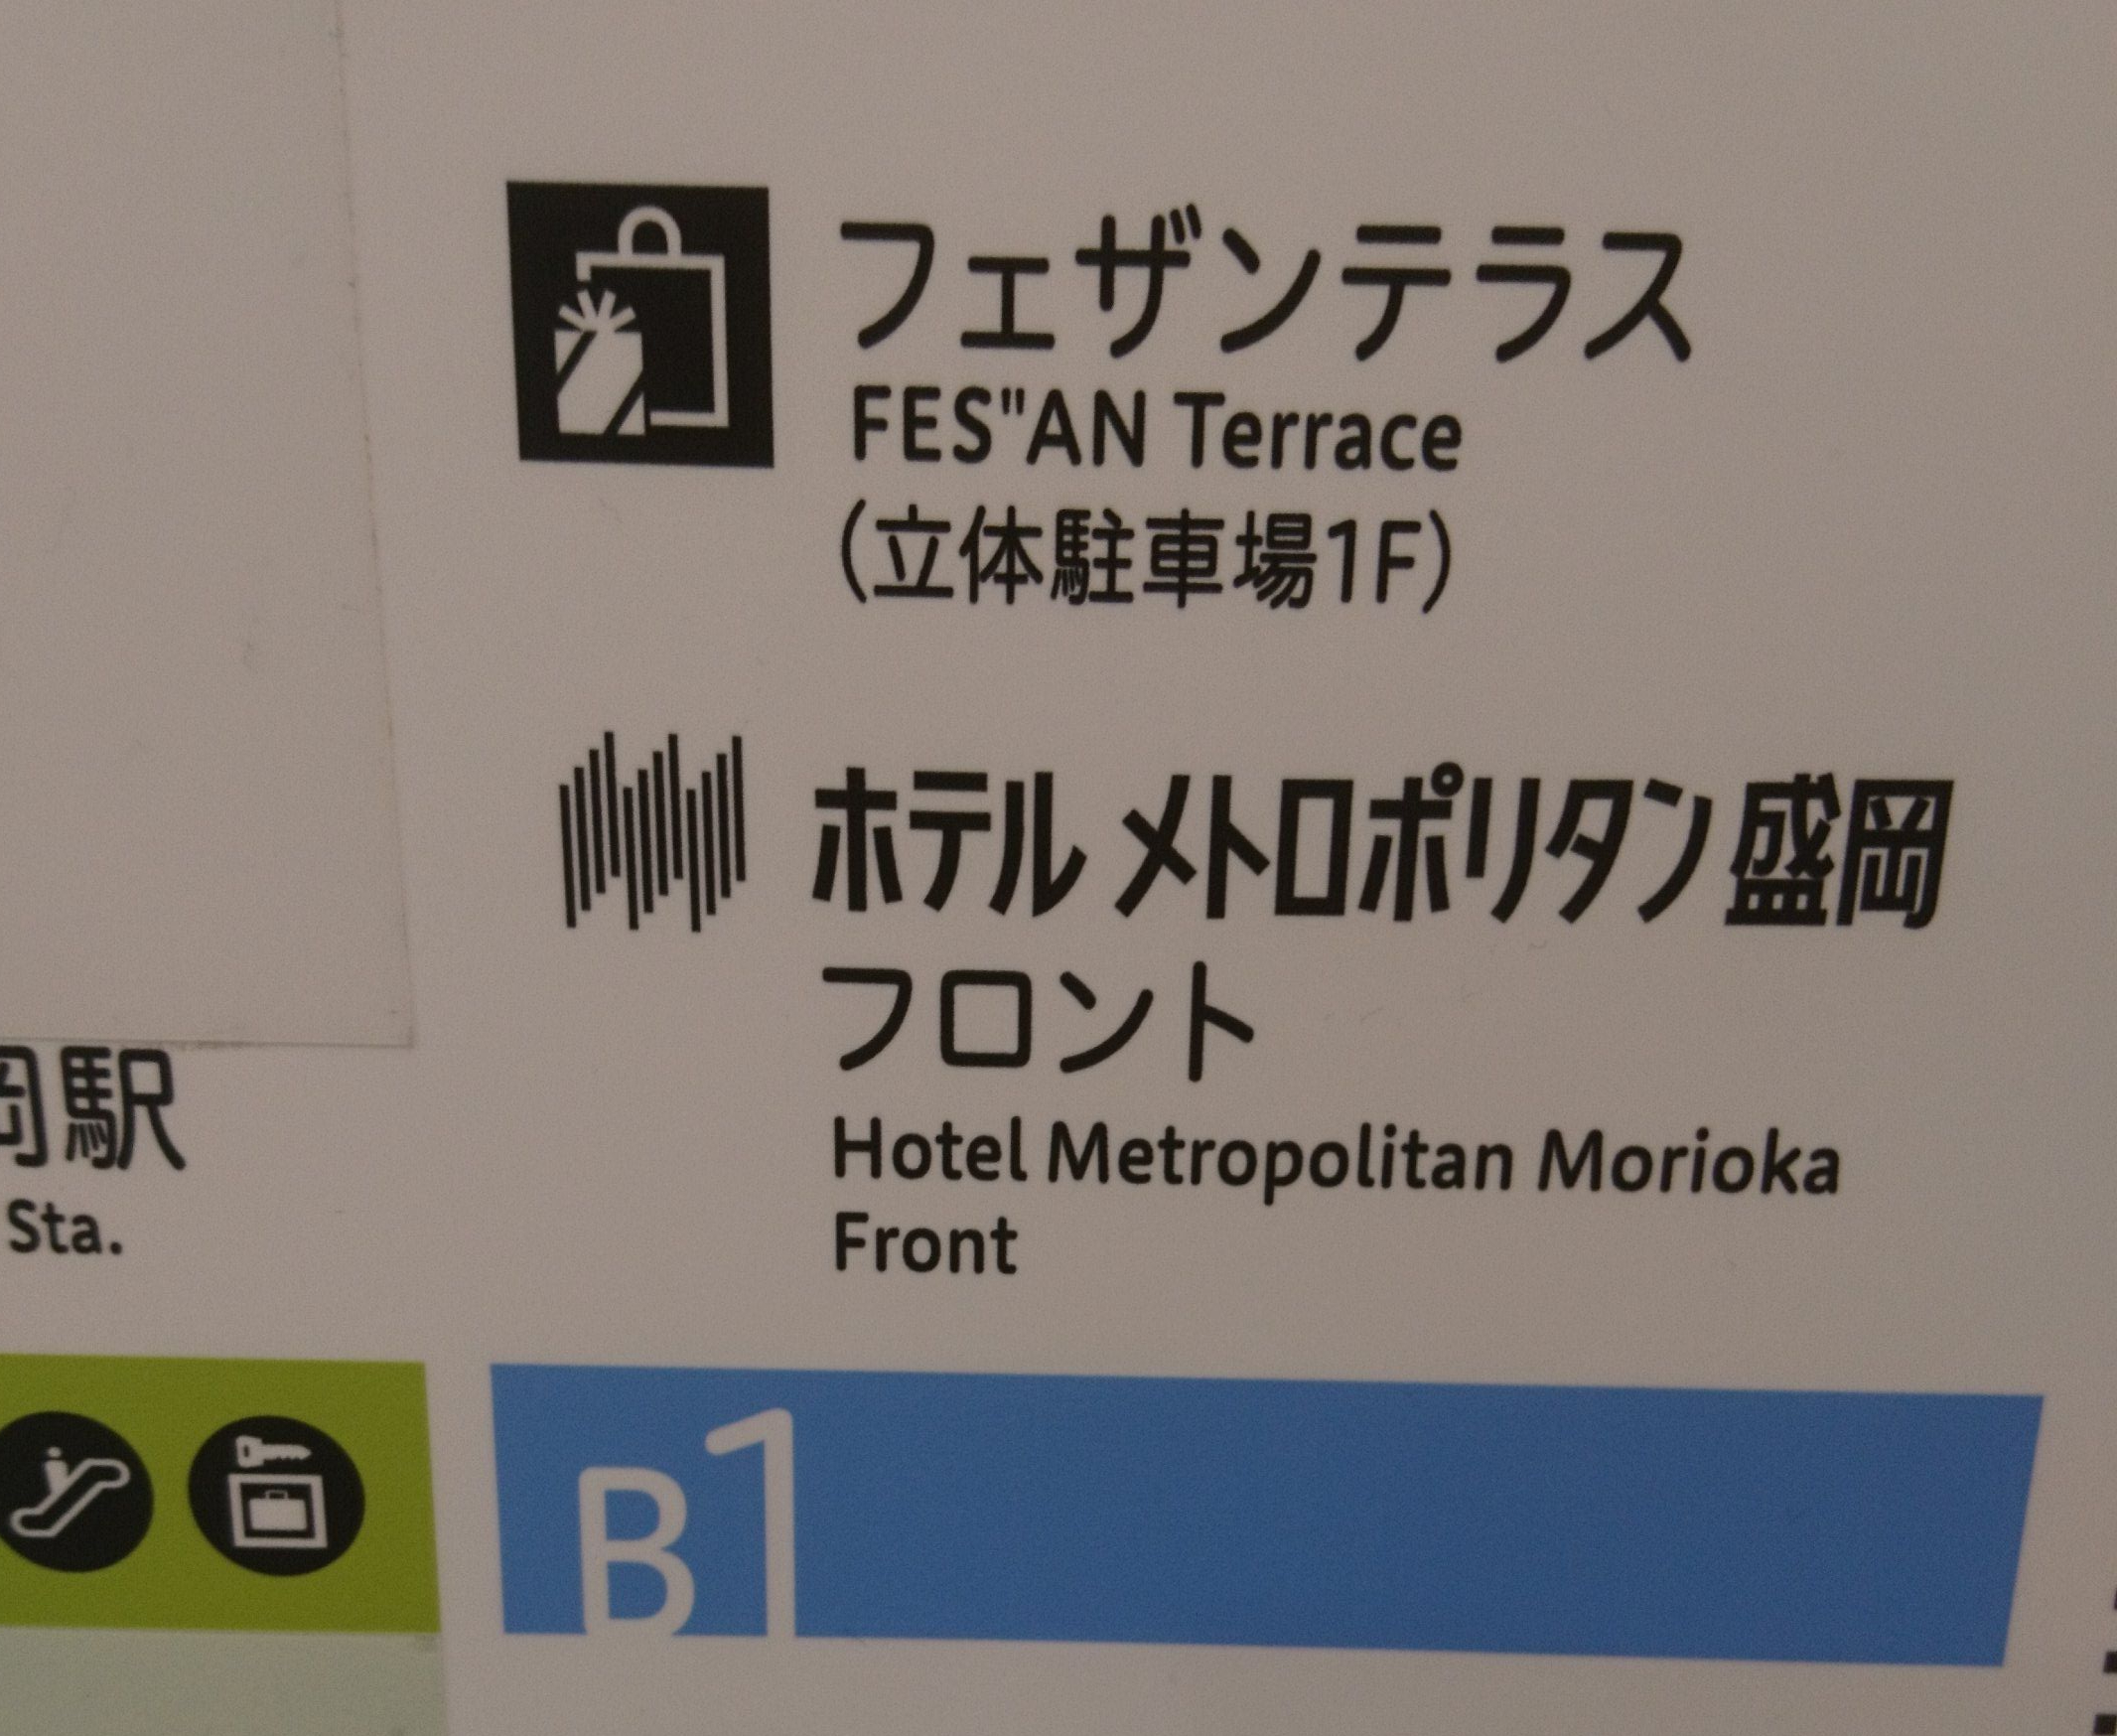 フェザンテラス
FES"AN Terrace
(立体駐車場1F)
ホテル メトロポリタン盛岡
フロント
Hotel Metropolitan Morioka
Front
岡駅
Sta.
B1